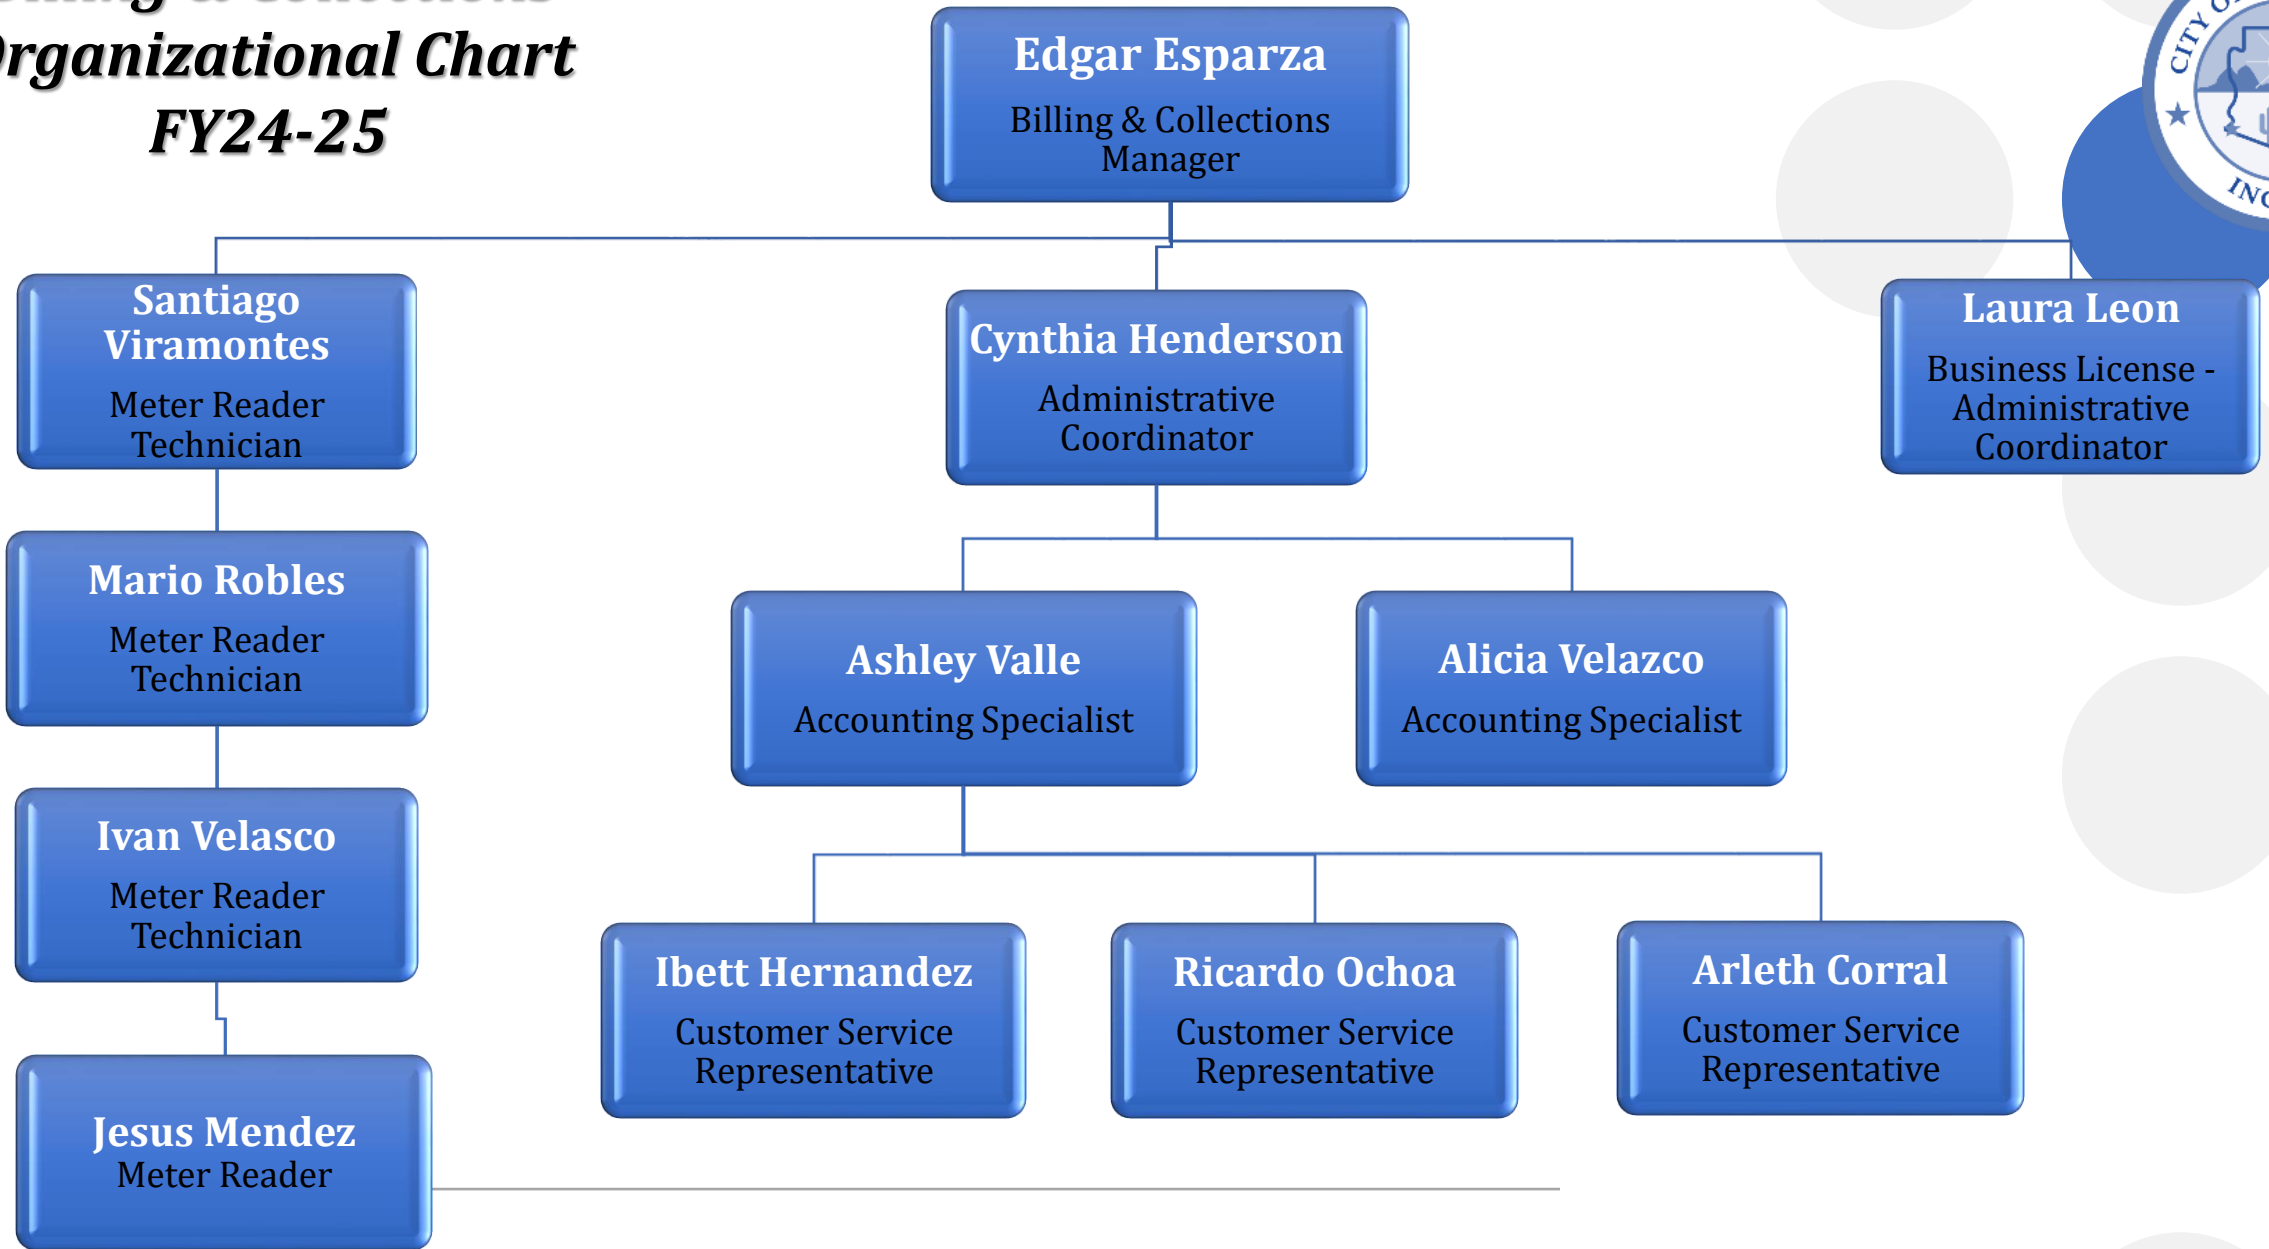 & Collections
Organizational Chart
FY24-25
Edgar Esparza
Billing & Collections
Manager
CITY OF
Santiago
Viramontes
Meter Reader
Technician
Cynthia Henderson
Administrative
Coordinator
Laura Leon
Business License -
Administrative
Coordinator
Mario Robles
Meter Reader
Technician
Ashley Valle
Accounting Specialist
Alicia Velazco
Accounting Specialist
Ivan Velasco
Meter Reader
Technician
Ibett Hernandez
Customer Service
Representative
Ricardo Ochoa
Customer Service
Representative
Arleth Corral
Customer Service
Representative
Jesus Mendez
Meter Reader